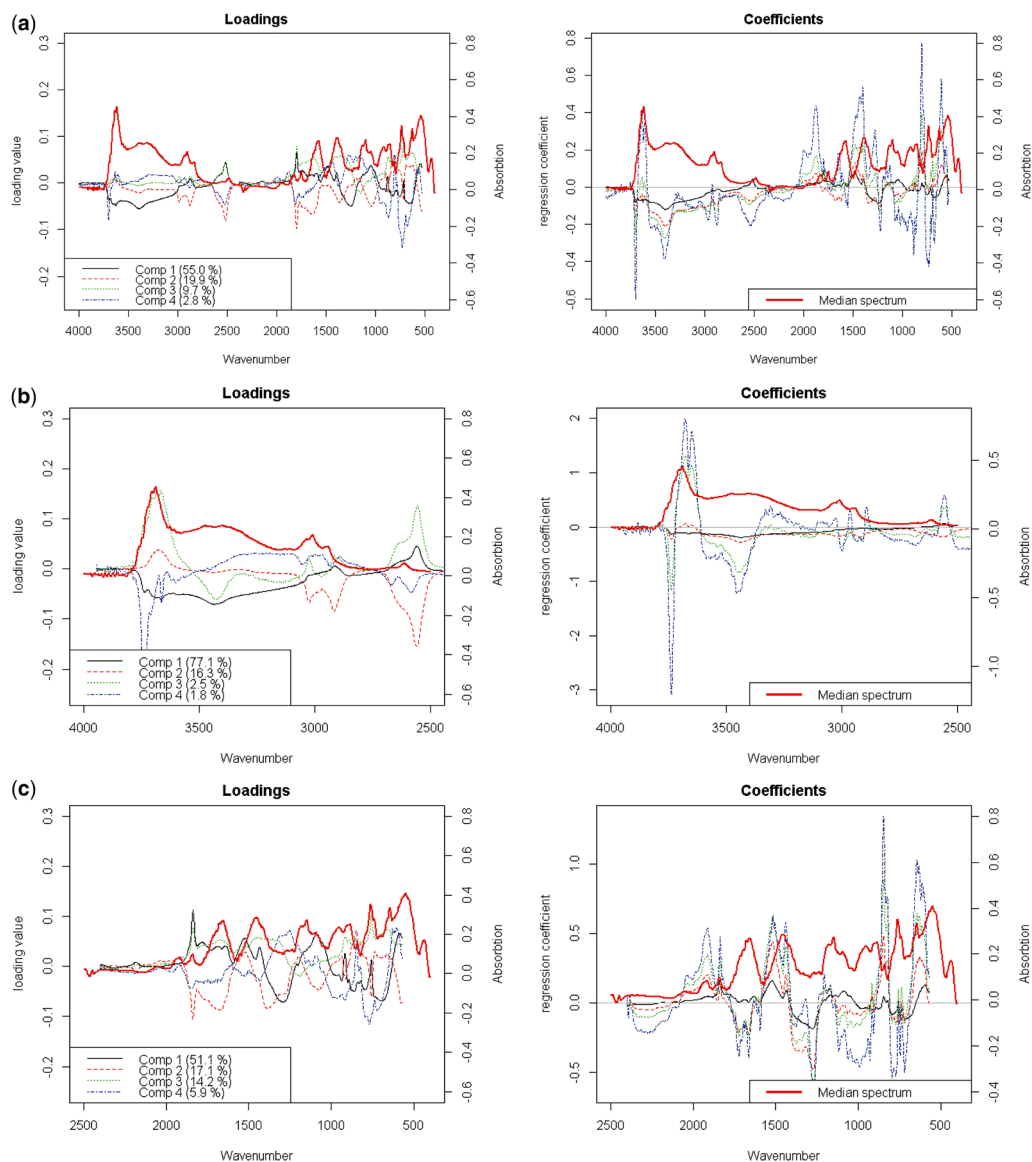 (a)
Loadings
0.3
0.2
0.1
0.0
-0.1
-0.2
loading value
0.8
0.6
0.4
0.2
0.0
-0.2
-0.4
-0.6
Absorbtion
Comp 1 (55.0 %)
Comp 2 (19.9 %)
Comp 3 (9.7 %)
Comp 4 (2.8 %)
4000 3500 3000 2500 2000 1500 1000 500
Wavenumber
Coefficients
0.8
0.6
0.4
0.2
0.0
-0.2
-0.4
-0.6
regression coefficient
0.8
0.6
0.4
0.2
0.0
-0.2
-0.4
-0.6
Absorbtion
Median spectrum
4000 3500 3000 2500 2000 1500 1000 500
Wavenumber
(b)
Loadings
0.3
0.2
0.1
0.0
-0.1
-0.2
loading value
0.8
0.6
0.4
0.2
0.0
-0.2
-0.4
-0.6
Absorbtion
Comp 1 (77.1 %)
Comp 2 (16.3 %)
Comp 3 (2.5 %)
Comp 4 (1.8 %)
4000 3500 3000 2500
Wavenumber
Coefficients
2
1
0
-1
-2
-3
regression coefficient
0.5
0.0
-0.5
-1.0
Absorbtion
Median spectrum
4000 3500 3000 2500
Wavenumber
(c)
Loadings
0.3
0.2
0.1
0.0
-0.1
-0.2
loading value
0.8
0.6
0.4
0.2
0.0
-0.2
-0.4
-0.6
Absorbtion
Comp 1 (51.1 %)
Comp 2 (17.1 %)
Comp 3 (14.2 %)
Comp 4 (5.9 %)
2500 2000 1500 1000 500
Wavenumber
Coefficients
1.0
0.5
0.0
-0.5
regression coefficient
0.8
0.6
0.4
0.2
0.0
-0.2
-0.4
Absorbtion
Median spectrum
2500 2000 1500 1000 500
Wavenumber